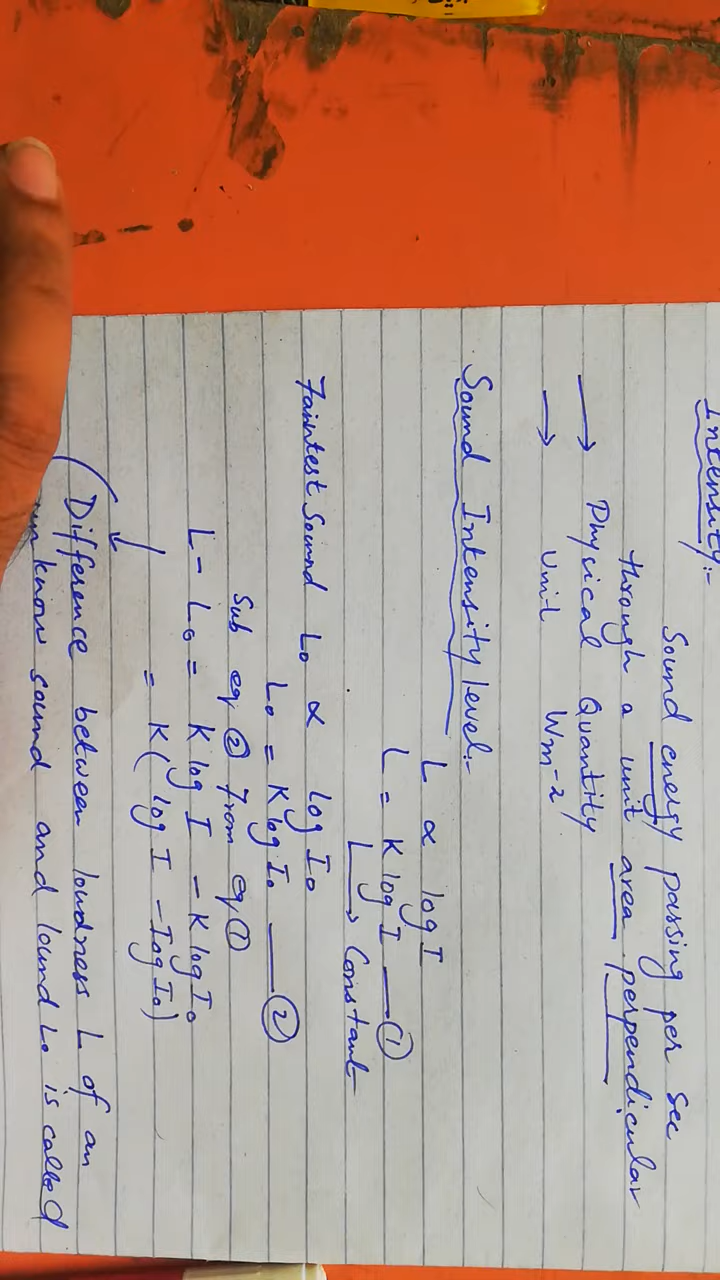 Intensity:-
Sound energy passing per sec
through a unit area perpendicular
→ Physical Quantity
→ Unit Wm-2
Sound Intensity level:-
L α log I
L = K log I — ①
↳ Constant
Faintest Sound L₀ α log I₀
L₀ = K log I₀ — ②
Sub eq ② from eq ①
L - L₀ = K log I - K log I₀
= K( log I - log I₀)
(Difference between loudness L of an
un know sound and lound L₀ is called